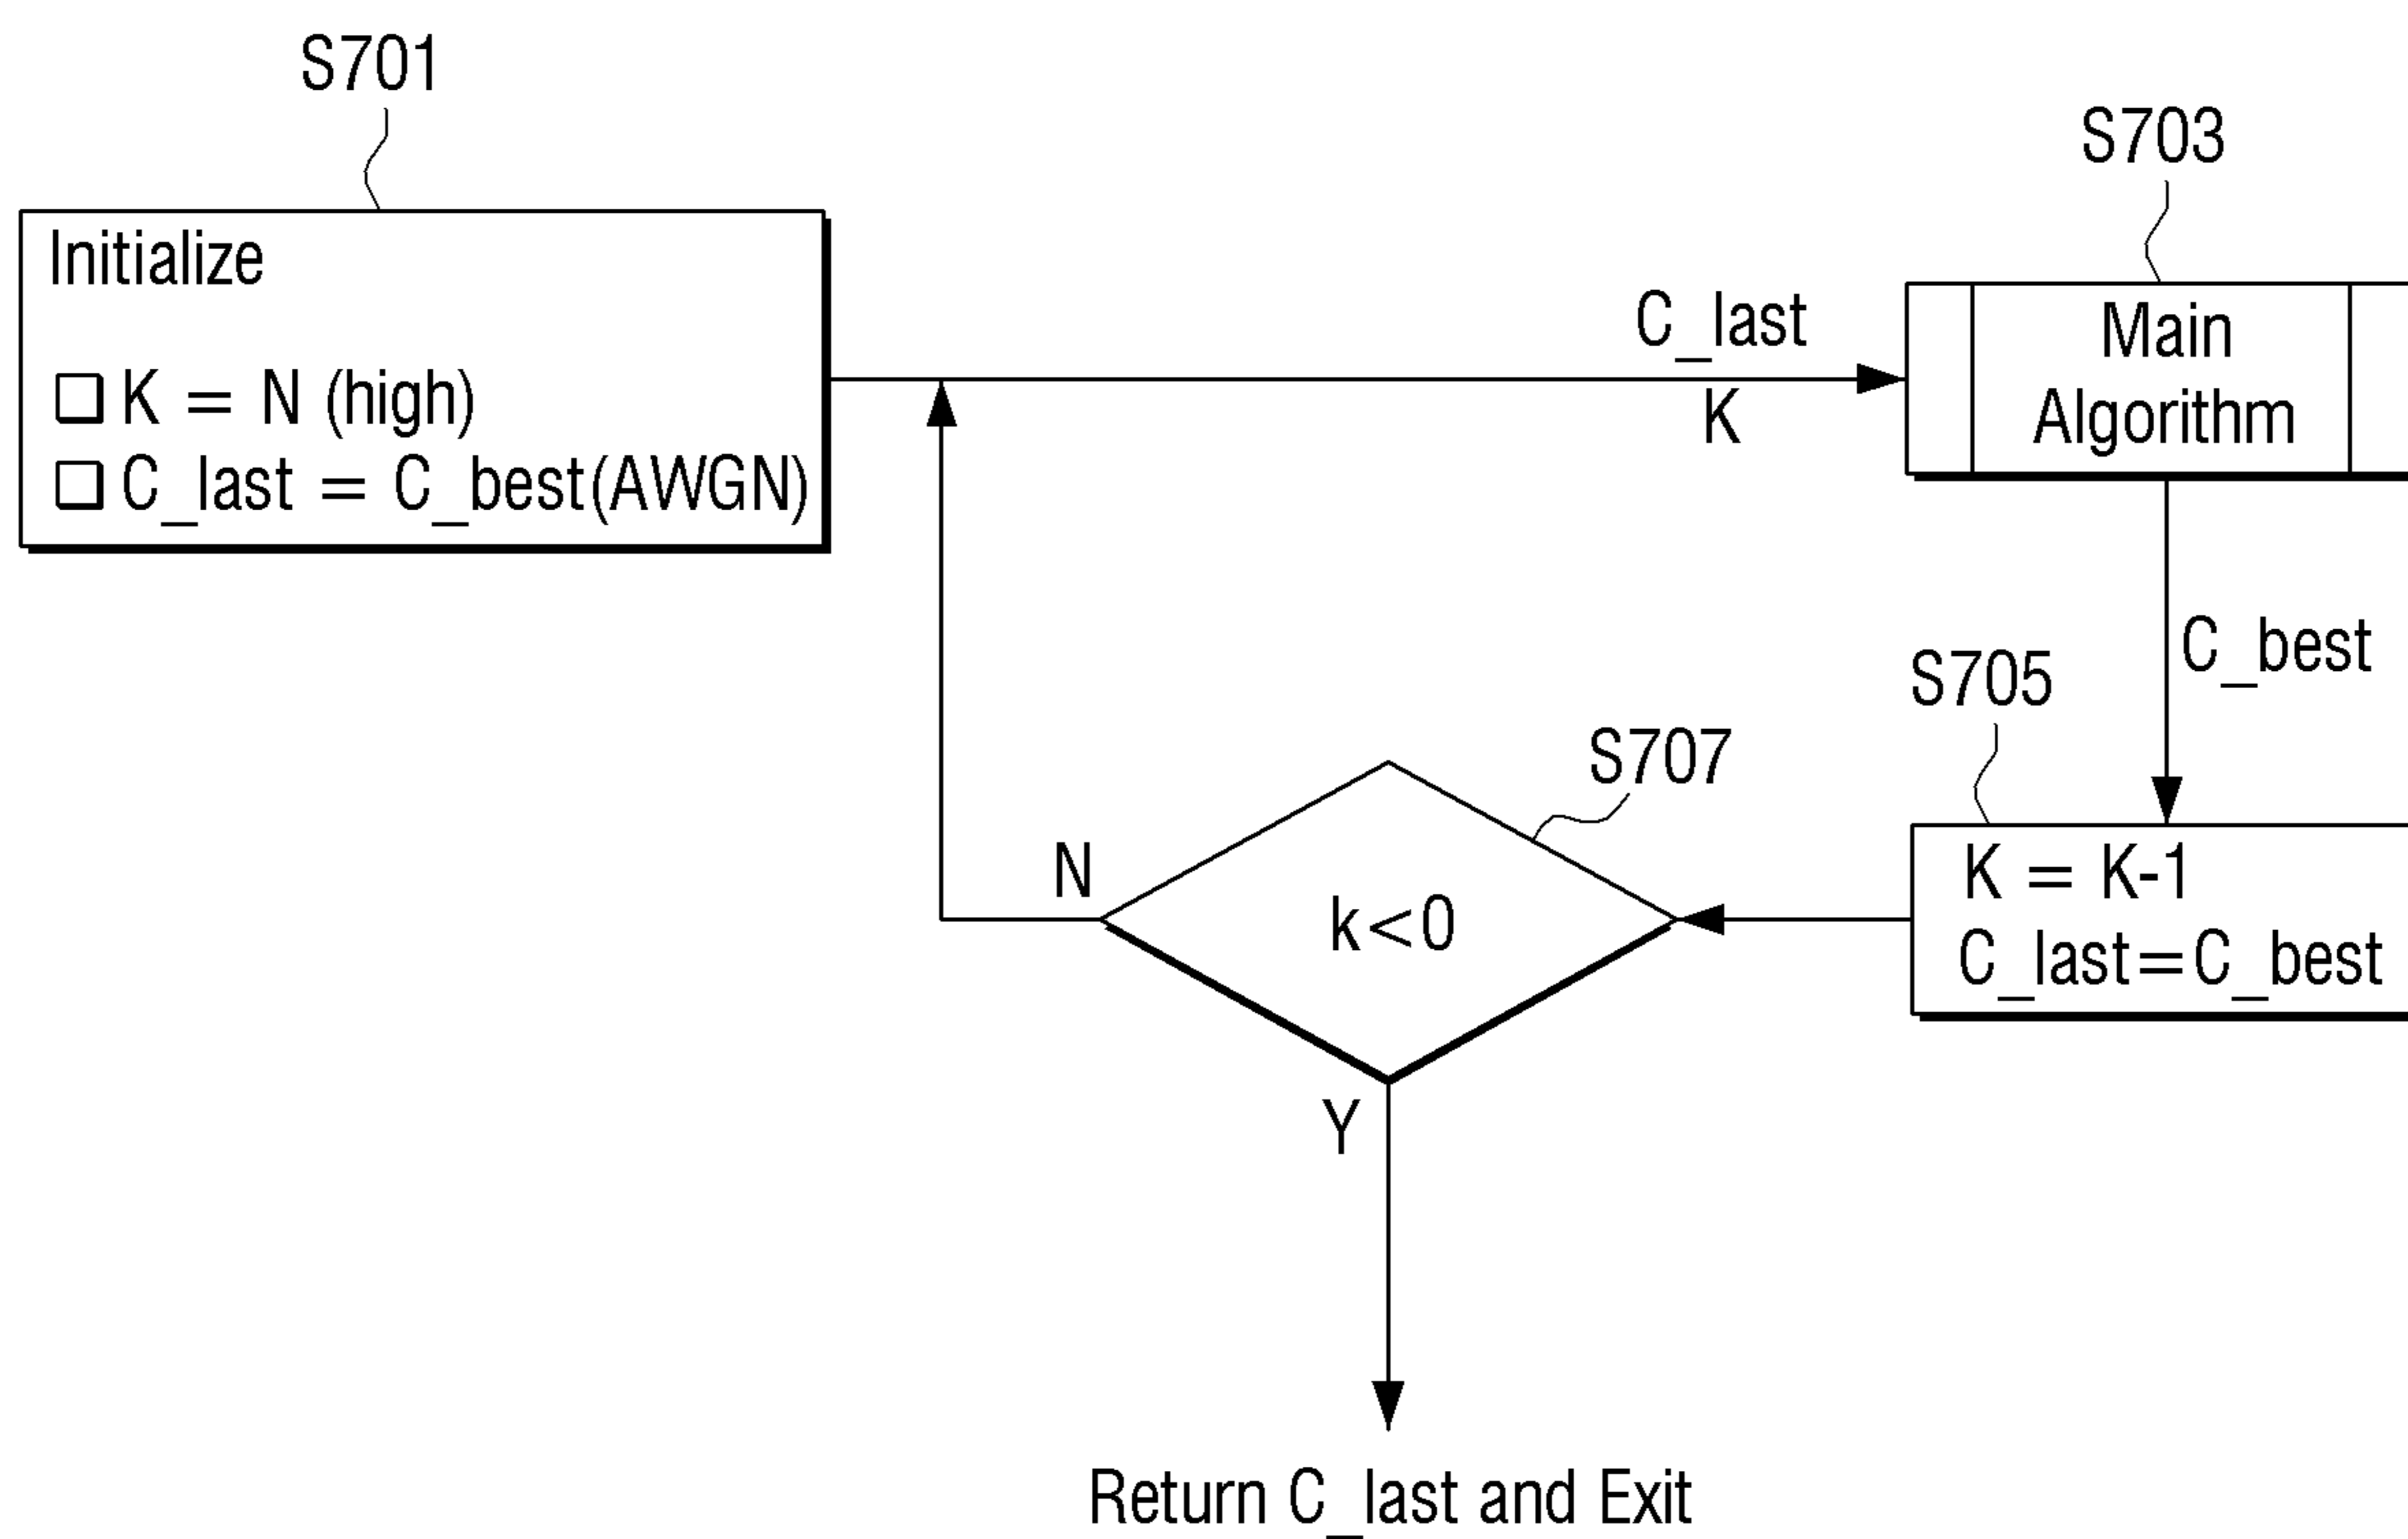 S701
Initialize
☐ K = N (high)
☐ C_last = C_best(AWGN)
S703
C_last
K
Main
Algorithm
C_best
S705
K = K-1
C_last=C_best
S707
k<0
N
Y
Return C_last and Exit